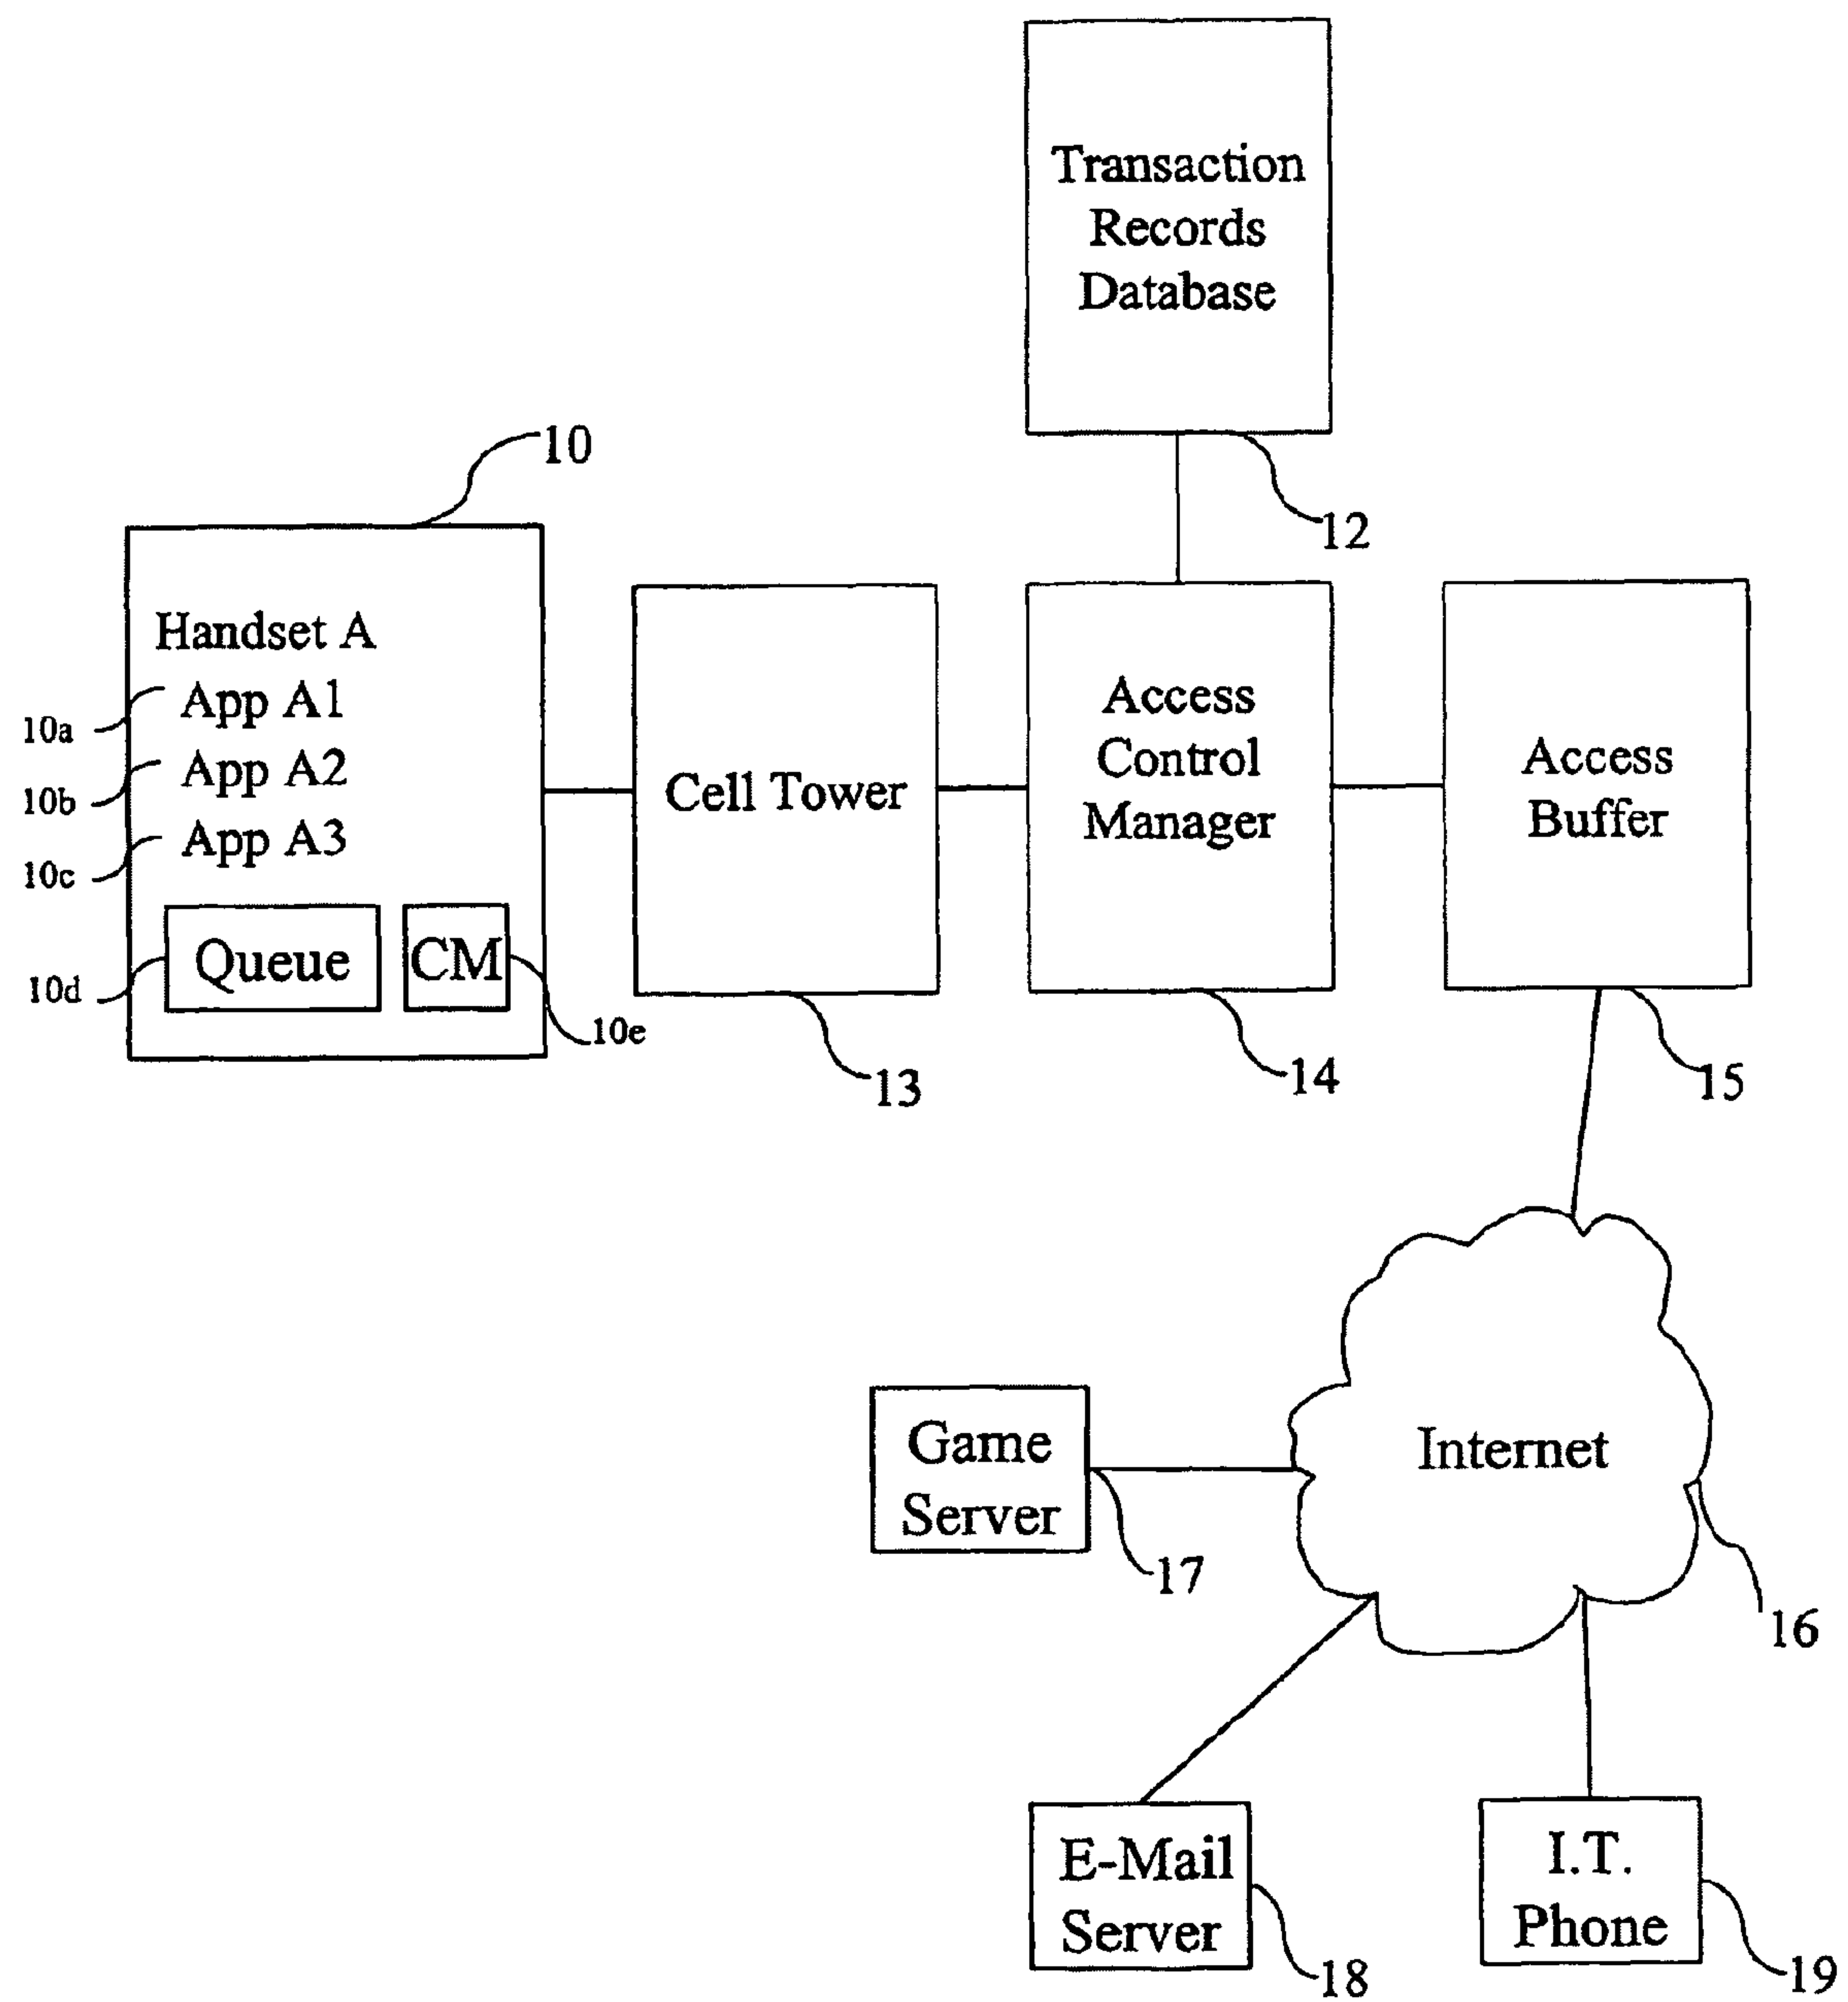 Transaction
Records
Database
10
12
Handset A
App A1
10a
App A2
10b
App A3
10c
Queue
CM
10d
10e
Cell Tower
13
Access
Control
Manager
14
Access
Buffer
15
Internet
16
Game
Server
17
E-Mail
Server
18
I.T.
Phone
19